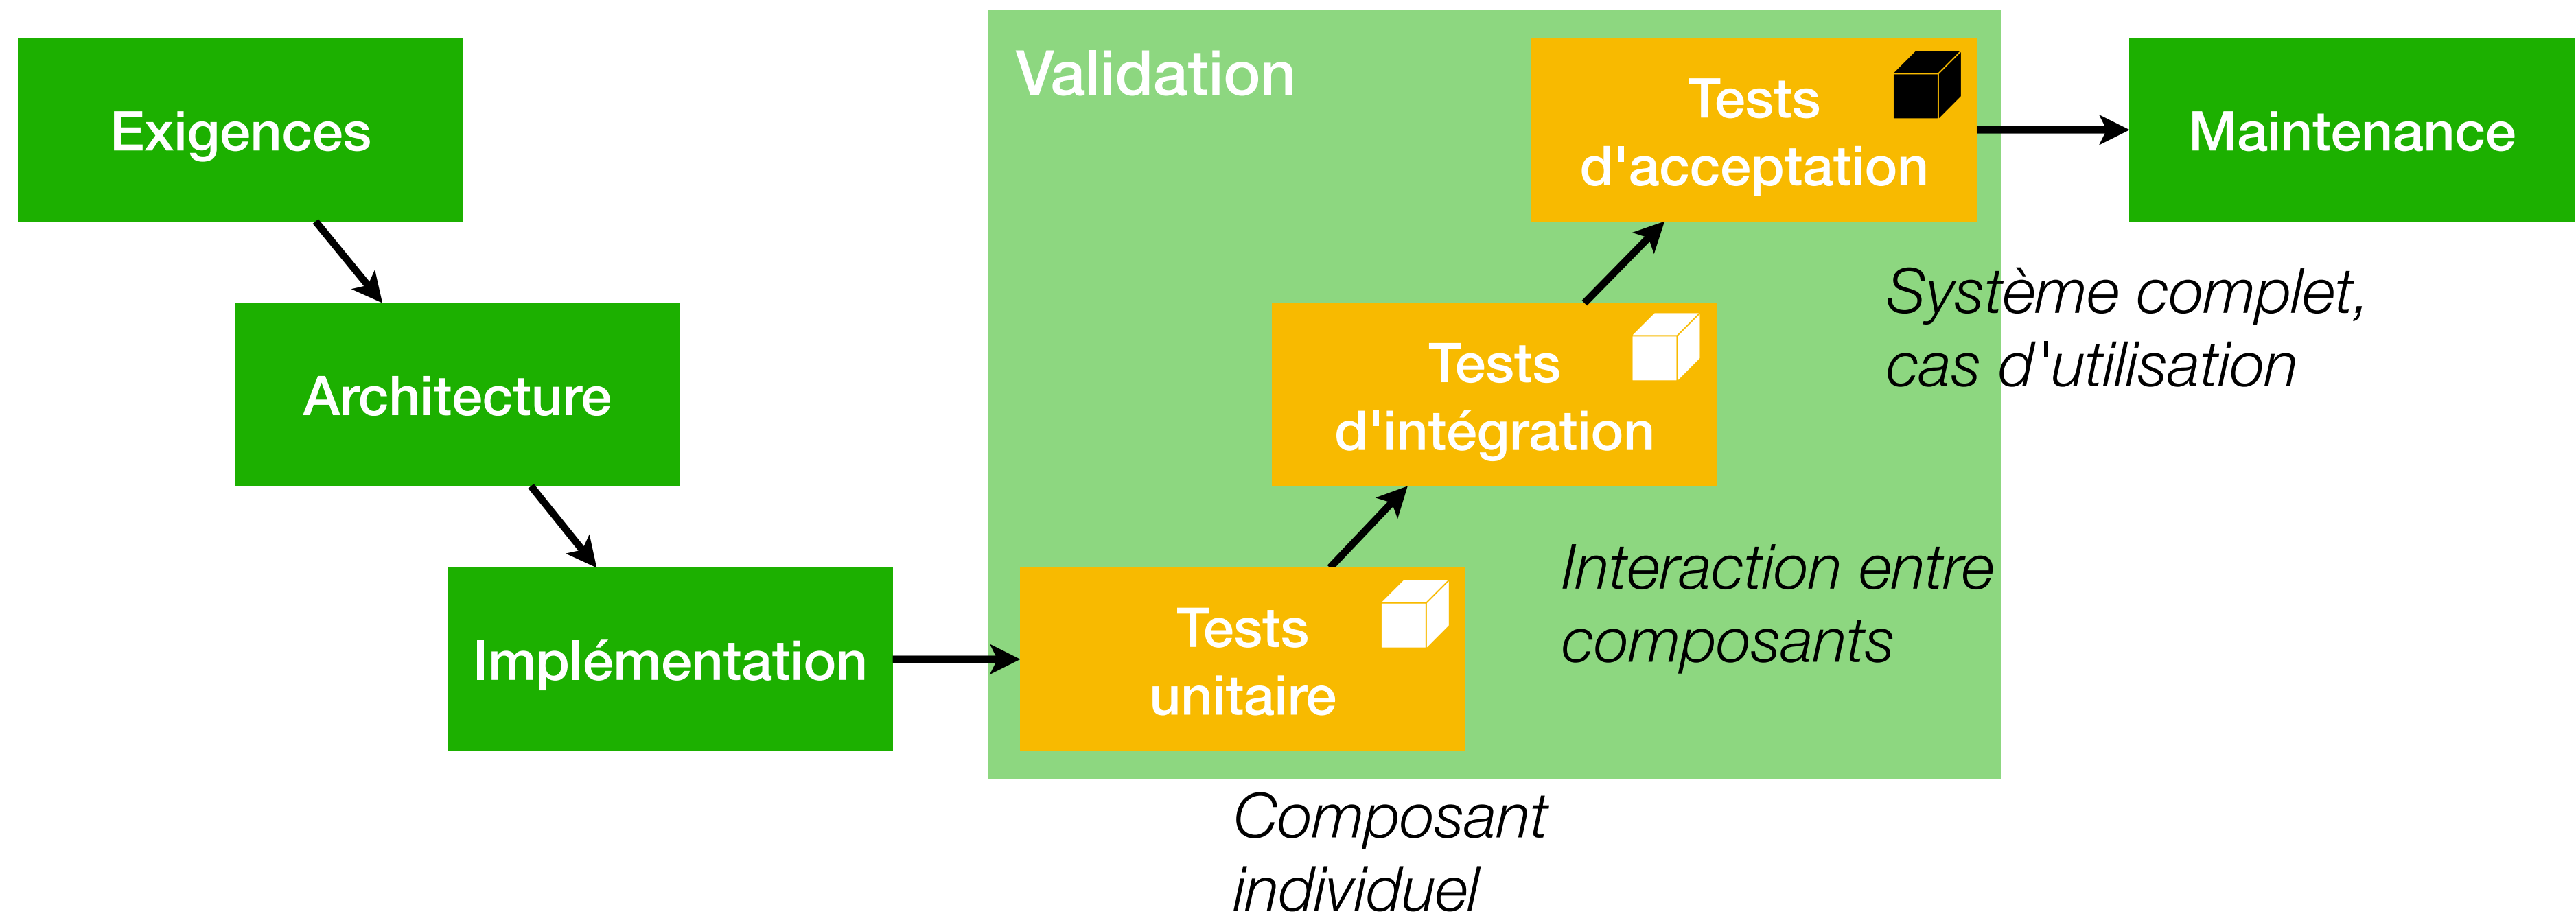 Exigences
Architecture
Implémentation
Validation
Tests
unitaire
Composant
individuel
Tests
d'intégration
Interaction entre
composants
Tests
d'acceptation
Système complet,
cas d'utilisation
Maintenance